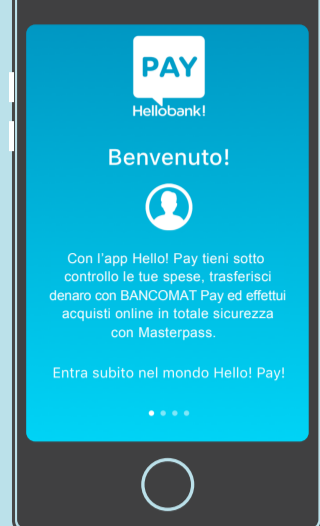 PAY
Hellobank!
Benvenuto!
Con l'app Hello! Pay tieni sotto
controllo le tue spese, trasferisci
denaro con BANCOMAT Pay ed effettui
acquisti online in totale sicurezza
con Masterpass.
Entra subito nel mondo Hello! Pay!